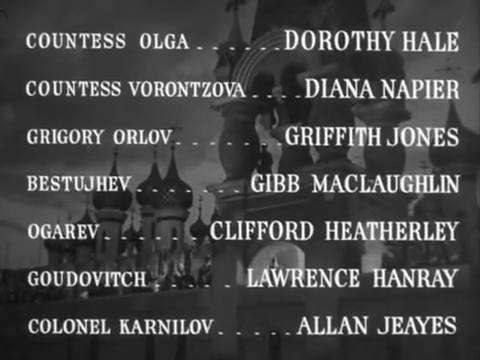 COUNTESS OLGA . . . . . . DOROTHY HALE
COUNTESS VORONTZOVA . . . . DIANA NAPIER
GRIGORY ORLOV . . . . . . . GRIFFITH JONES
BESTUJHEV . . . . . . . GIBB MACLAUGHLIN
OGAREV . . . . . . CLIFFORD HEATHERLEY
GOUDOVITCH . . . . . . LAWRENCE HANRAY
COLONEL KARNILOV . . . . . ALLAN JEAYES